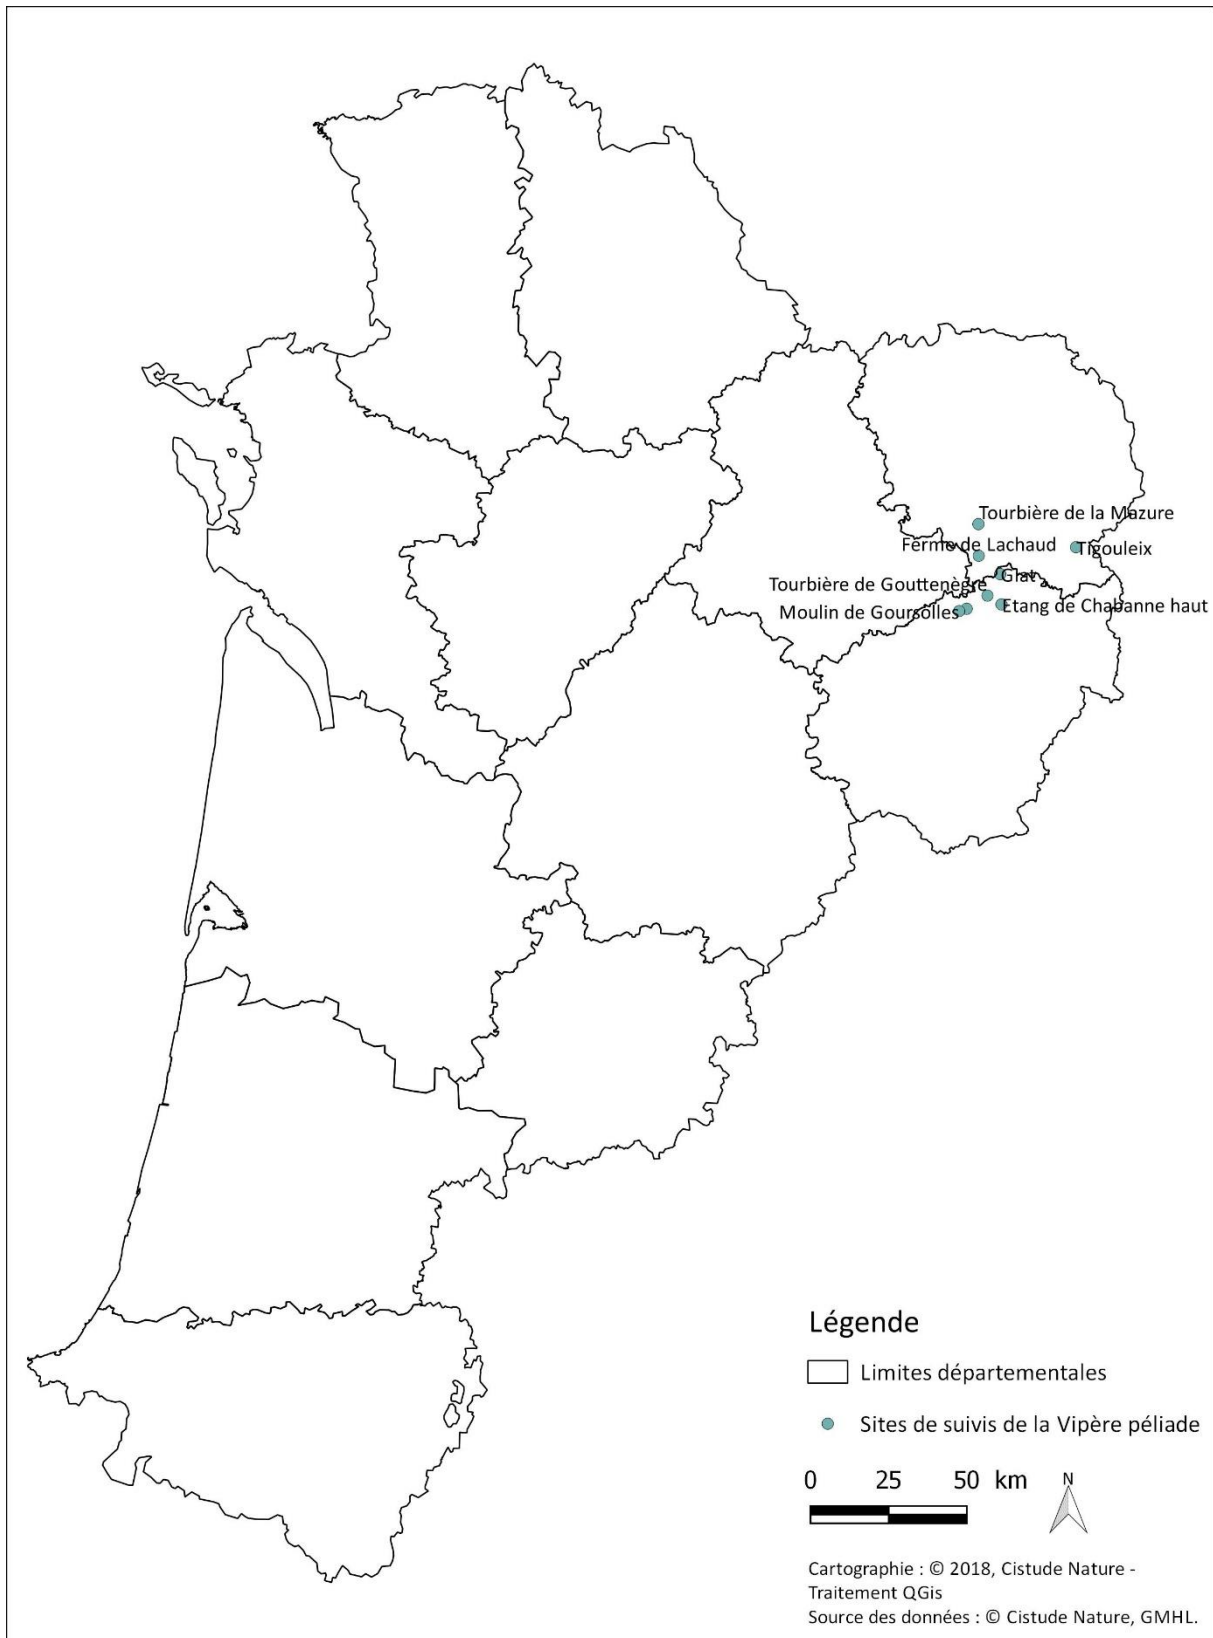 Tourbière de la Mazure
Ferme de Lachaud
Tigouleix
Giat
Tourbière de Gouttenègre
Etang de Chabanne haut
Moulin de Goursolles
Légende
Limites départementales
Sites de suivis de la Vipère péliade
0 25 50 km
N
Cartographie : © 2018, Cistude Nature -
Traitement QGis
Source des données : © Cistude Nature, GMHL.